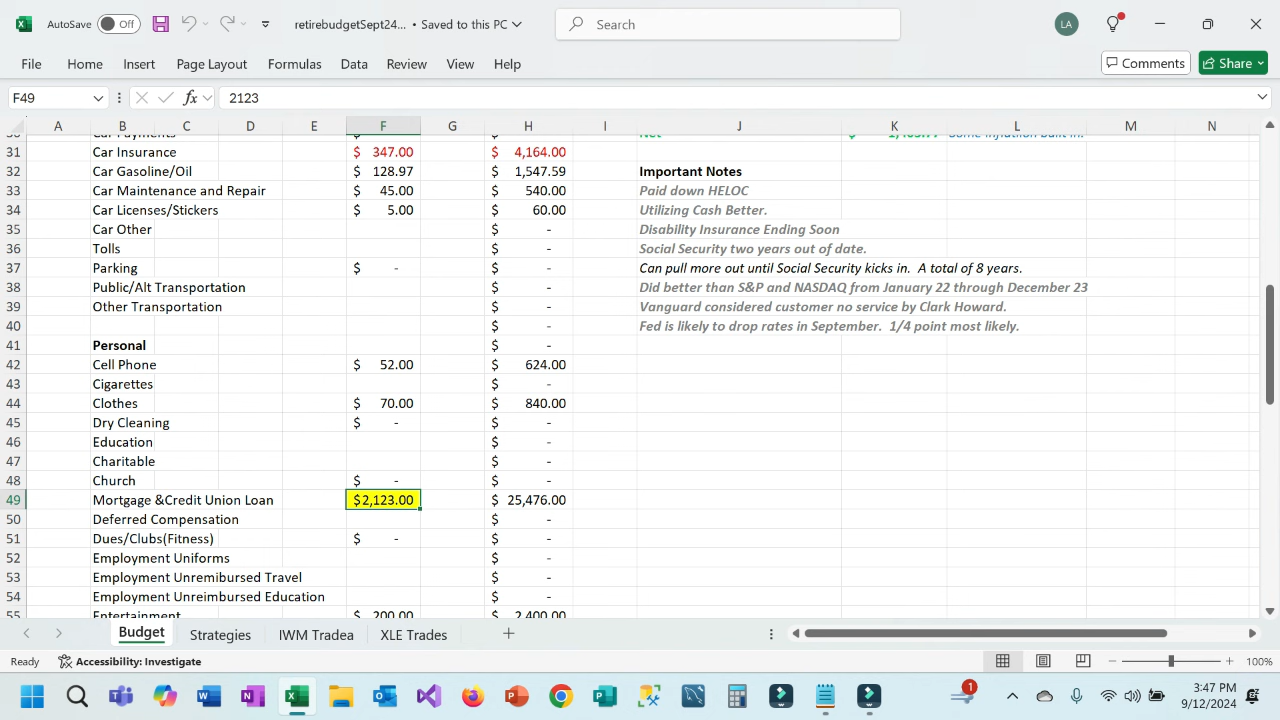 AutoSave Off retirebudgetSept24... • Saved to this PC Search LA
File Home Insert Page Layout Formulas Data Review View Help Comments Share
F49 fx 2123
A B C D E F G H I J K L M N
31 Car Insurance $ 347.00 $ 4,164.00
32 Car Gasoline/Oil $ 128.97 $ 1,547.59 Important Notes
33 Car Maintenance and Repair $ 45.00 $ 540.00 Paid down HELOC
34 Car Licenses/Stickers $ 5.00 $ 60.00 Utilizing Cash Better.
35 Car Other $ - Disability Insurance Ending Soon
36 Tolls $ - Social Security two years out of date.
37 Parking $ - $ - Can pull more out until Social Security kicks in. A total of 8 years.
38 Public/Alt Transportation $ - Did better than S&P and NASDAQ from January 22 through December 23
39 Other Transportation $ - Vanguard considered customer no service by Clark Howard.
40 $ - Fed is likely to drop rates in September. 1/4 point most likely.
41 Personal $ -
42 Cell Phone $ 52.00 $ 624.00
43 Cigarettes $ -
44 Clothes $ 70.00 $ 840.00
45 Dry Cleaning $ - $ -
46 Education $ -
47 Charitable $ -
48 Church $ - $ -
49 Mortgage &Credit Union Loan $2,123.00 $ 25,476.00
50 Deferred Compensation $ -
51 Dues/Clubs(Fitness) $ - $ -
52 Employment Uniforms $ -
53 Employment Unremibursed Travel $ -
54 Employment Unreimbursed Education $ -
55 Entertainment $ 200.00 $ 2,400.00
Budget Strategies IWM Tradea XLE Trades
Ready Accessibility: Investigate 100%
1 3:47 PM
9/12/2024